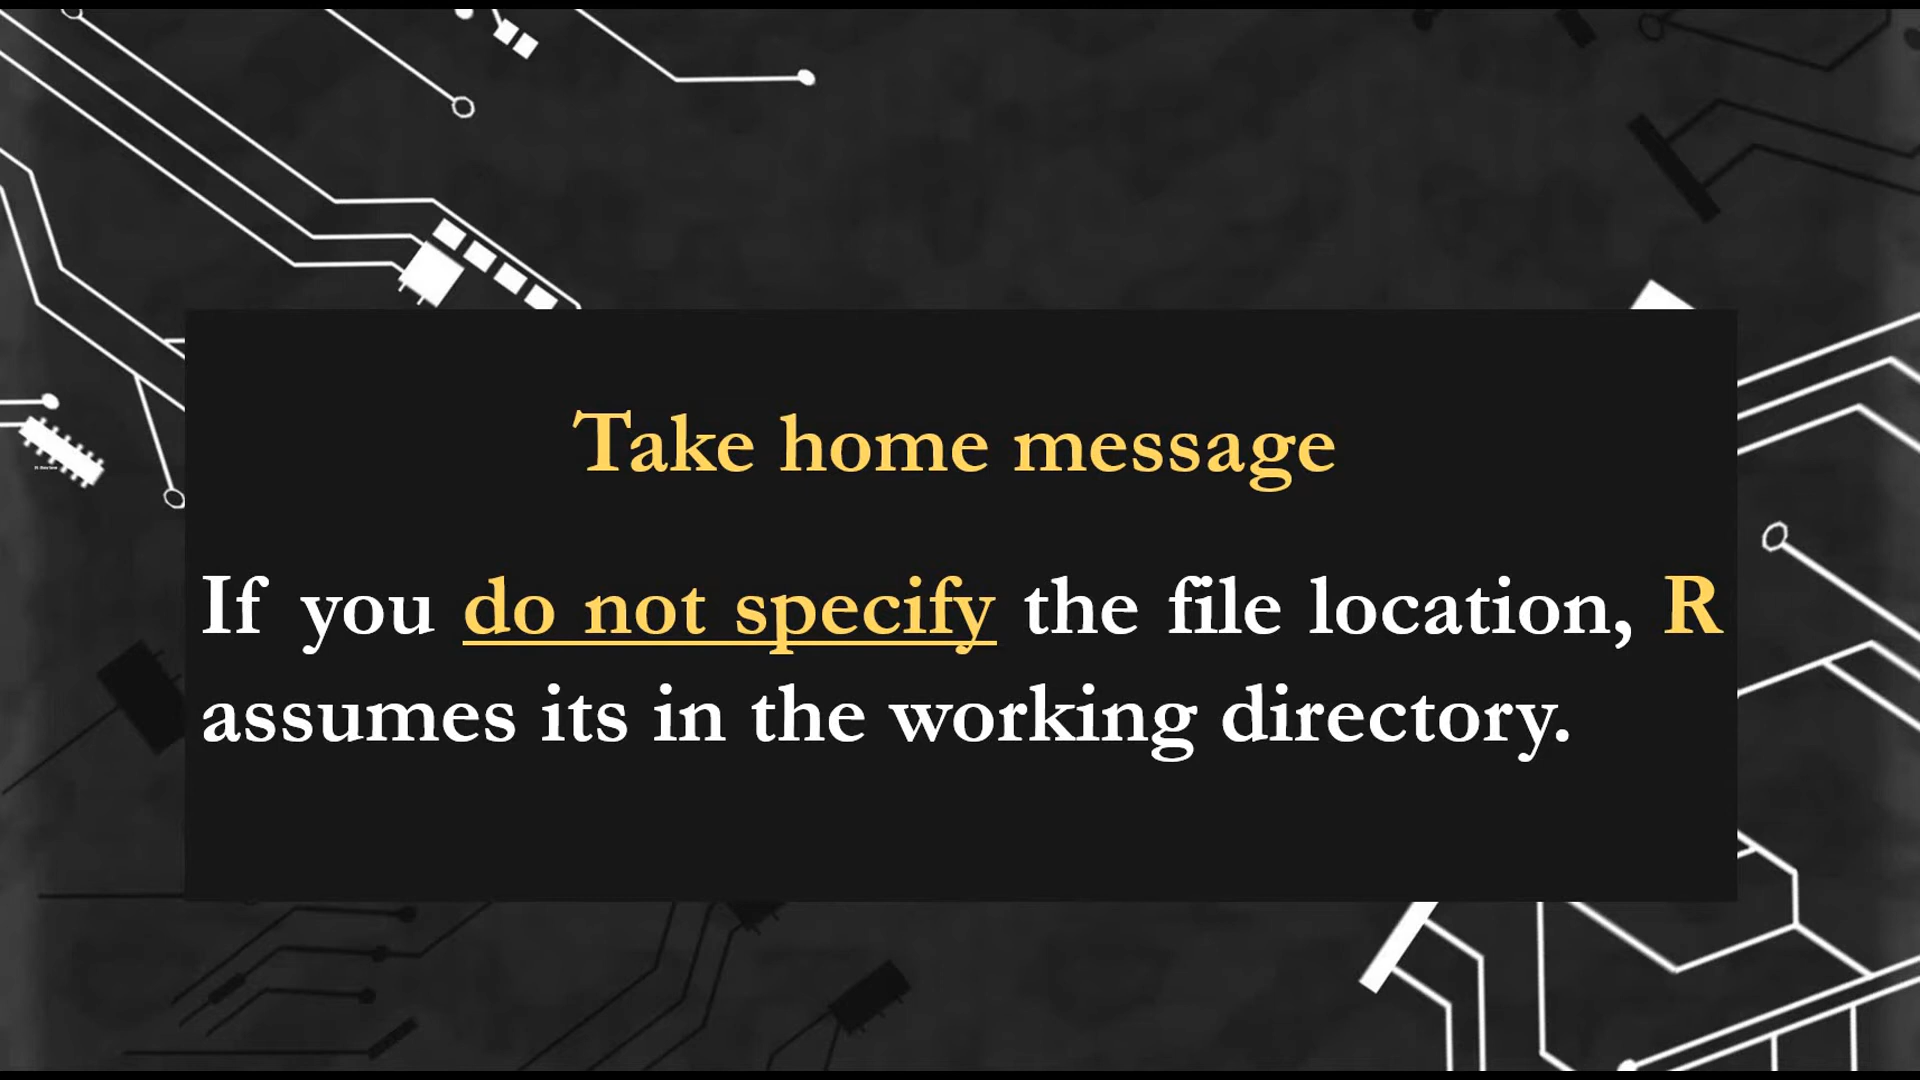 Take home message
If you do not specify the file location, R
assumes its in the working directory.